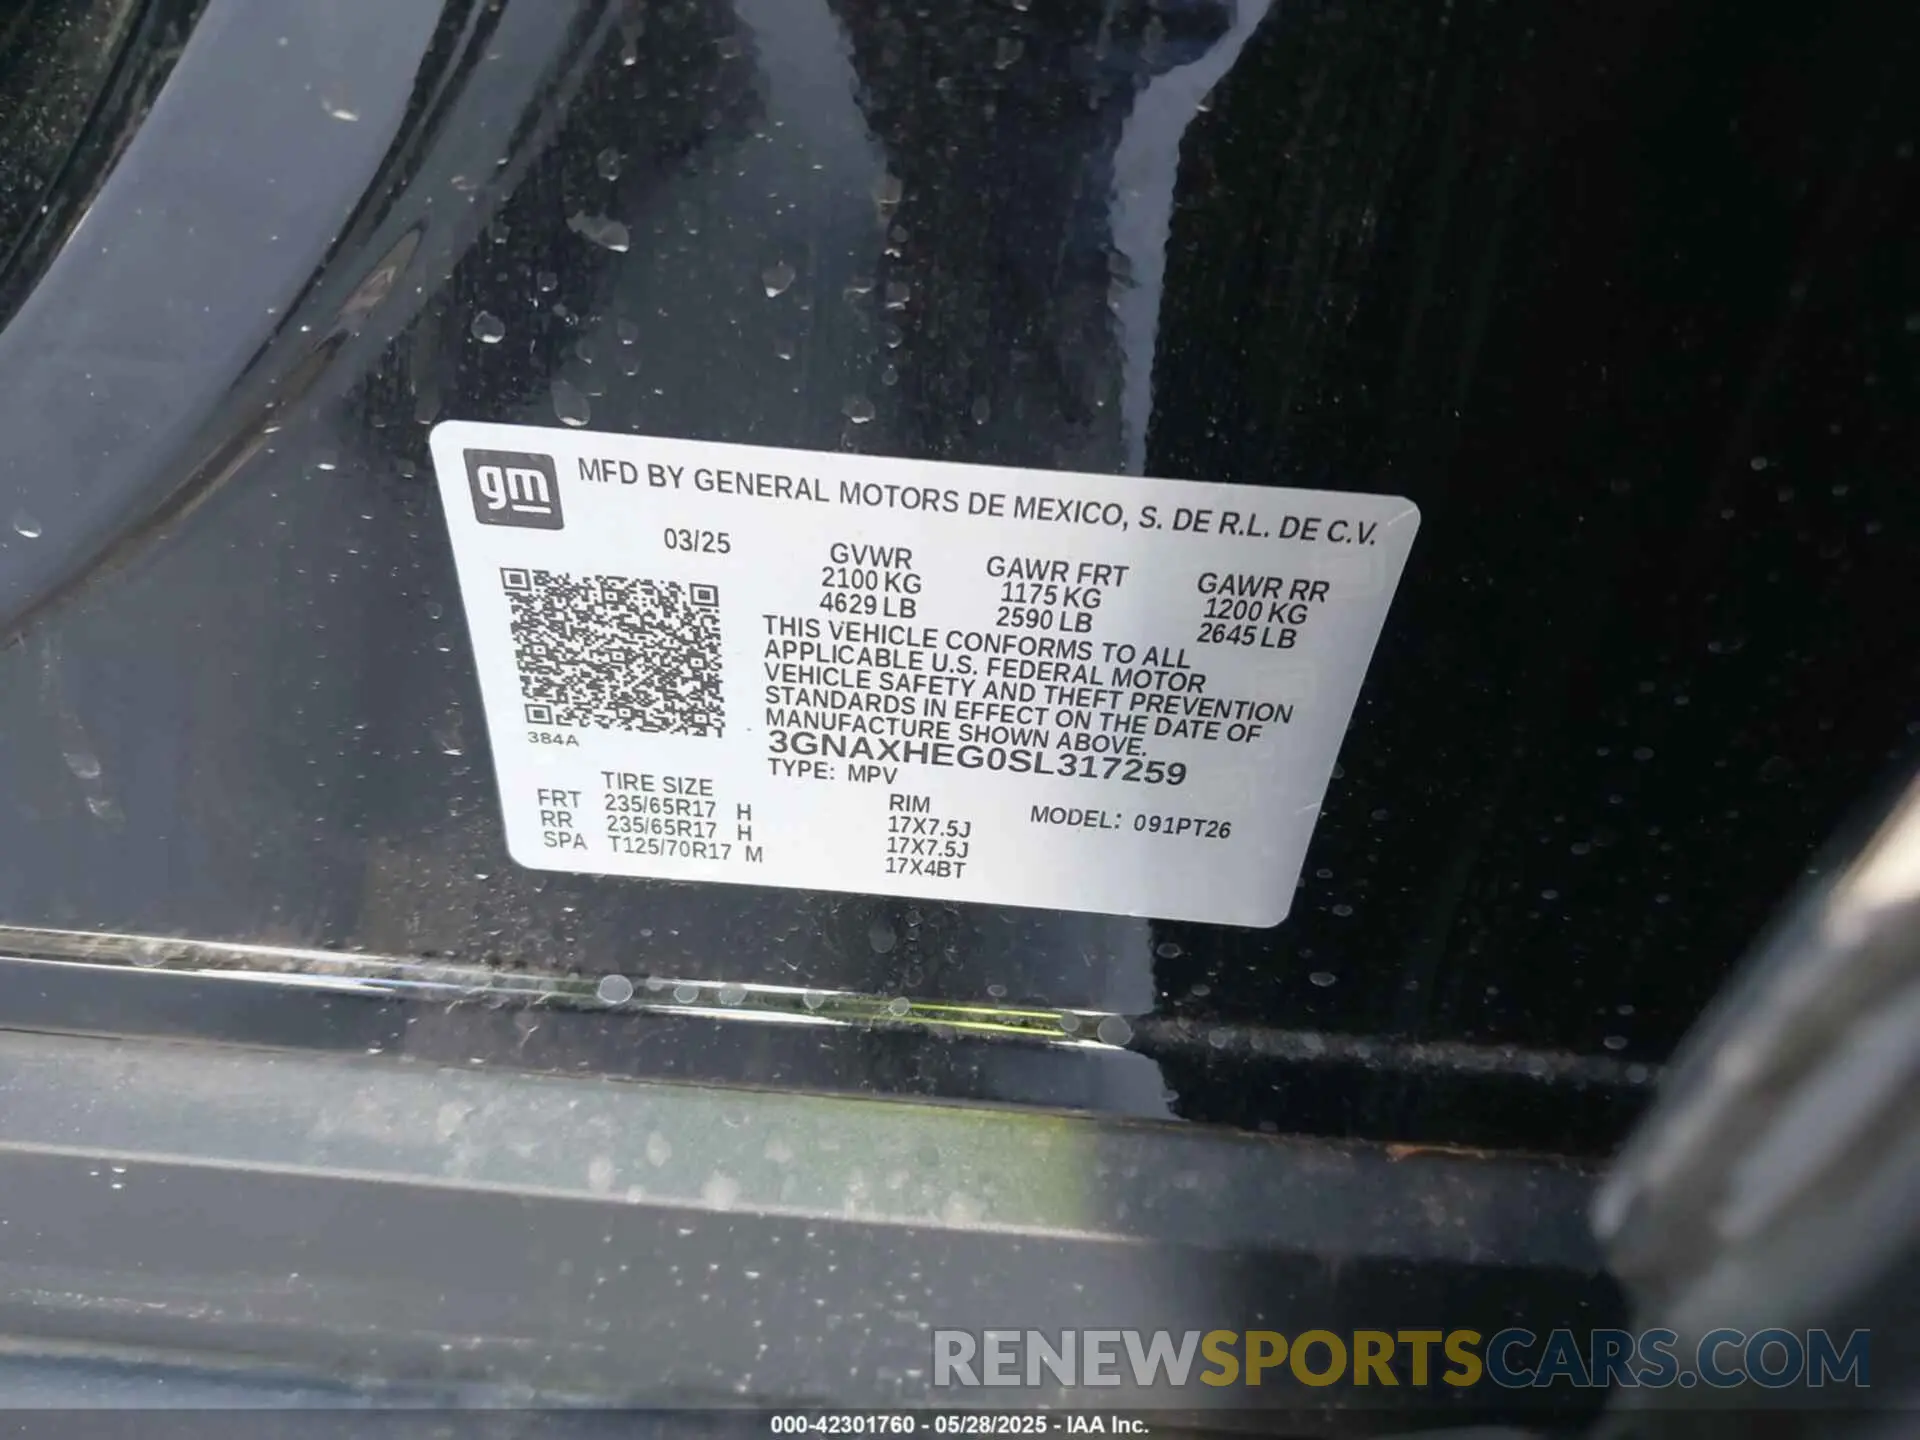 gm
MFD BY GENERAL MOTORS DE MEXICO, S. DE R.L. DE C.V.
03/25
GVWR GAWR FRT GAWR RR
2100 KG 1175 KG 1200 KG
4629 LB 2590 LB 2645 LB
THIS VEHICLE CONFORMS TO ALL
APPLICABLE U.S. FEDERAL MOTOR
VEHICLE SAFETY AND THEFT PREVENTION
STANDARDS IN EFFECT ON THE DATE OF
MANUFACTURE SHOWN ABOVE.
384A
3GNAXHEG0SL317259
TYPE: MPV
TIRE SIZE RIM MODEL: 091PT26
FRT 235/65R17 H 17X7.5J
RR 235/65R17 H 17X7.5J
SPA T125/70R17 M 17X4BT
RENEWSPORTSCARS.COM
000-42301760 - 05/28/2025 - IAA Inc.